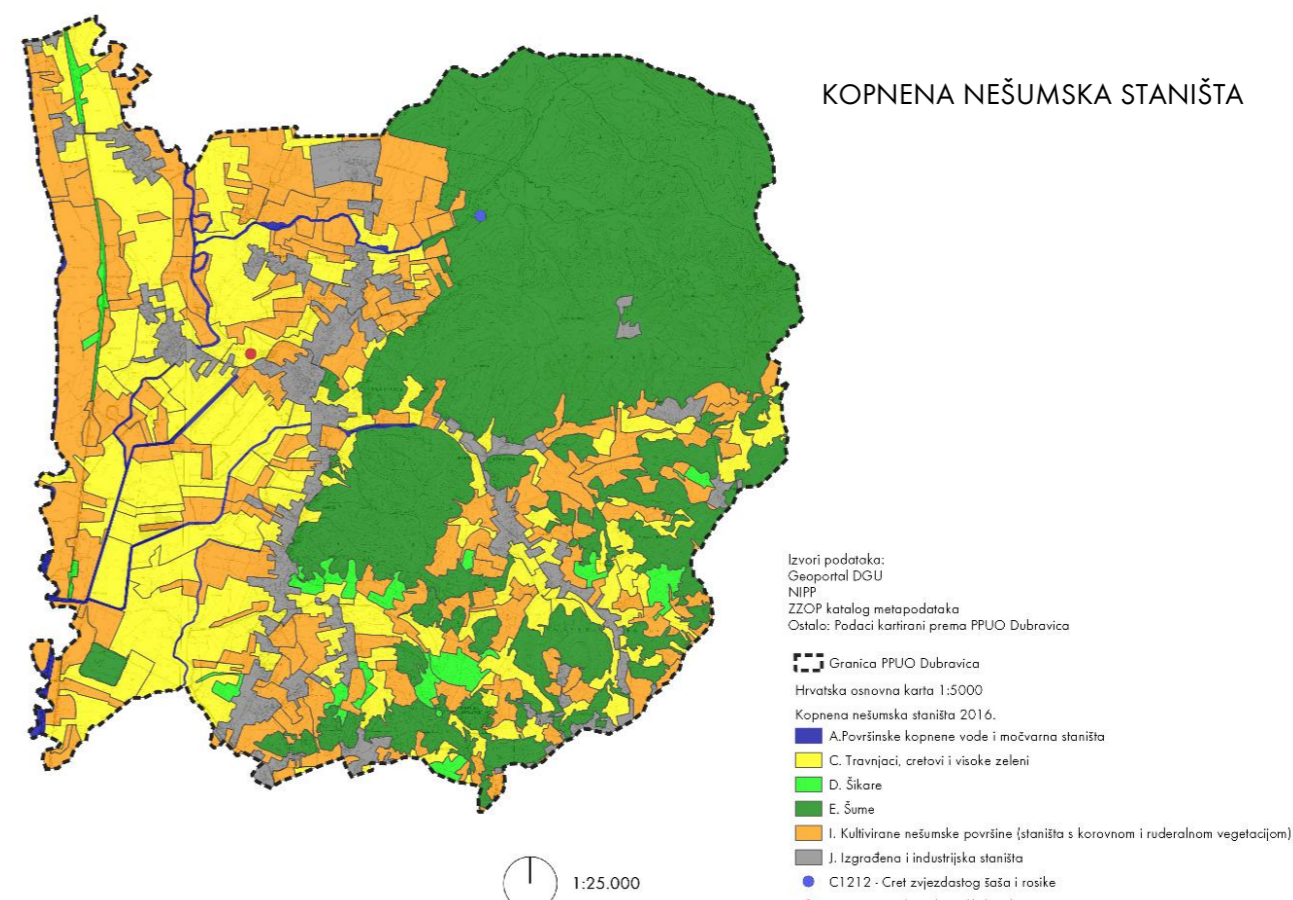 KOPNENA NEŠUMSKA STANIŠTA
Izvori podataka:
Geoportal DGU
NIPP
ZZOP katalog metapodataka
Ostalo: Podaci kartirani prema PPUO Dubravica
Granica PPUO Dubravica
Hrvatska osnovna karta 1:5000
Kopnena nešumska staništa 2016.
A.Površinske kopnene vode i močvarna staništa
C. Travnjaci, cretovi i visoke zeleni
D. Šikare
E. Šume
I. Kultivirane nešumske površine (staništa s korovnom i ruderalnom vegetacijom)
J. Izgrađena i industrijska staništa
C1212 - Cret zvjezdastog šaša i rosike
1:25.000